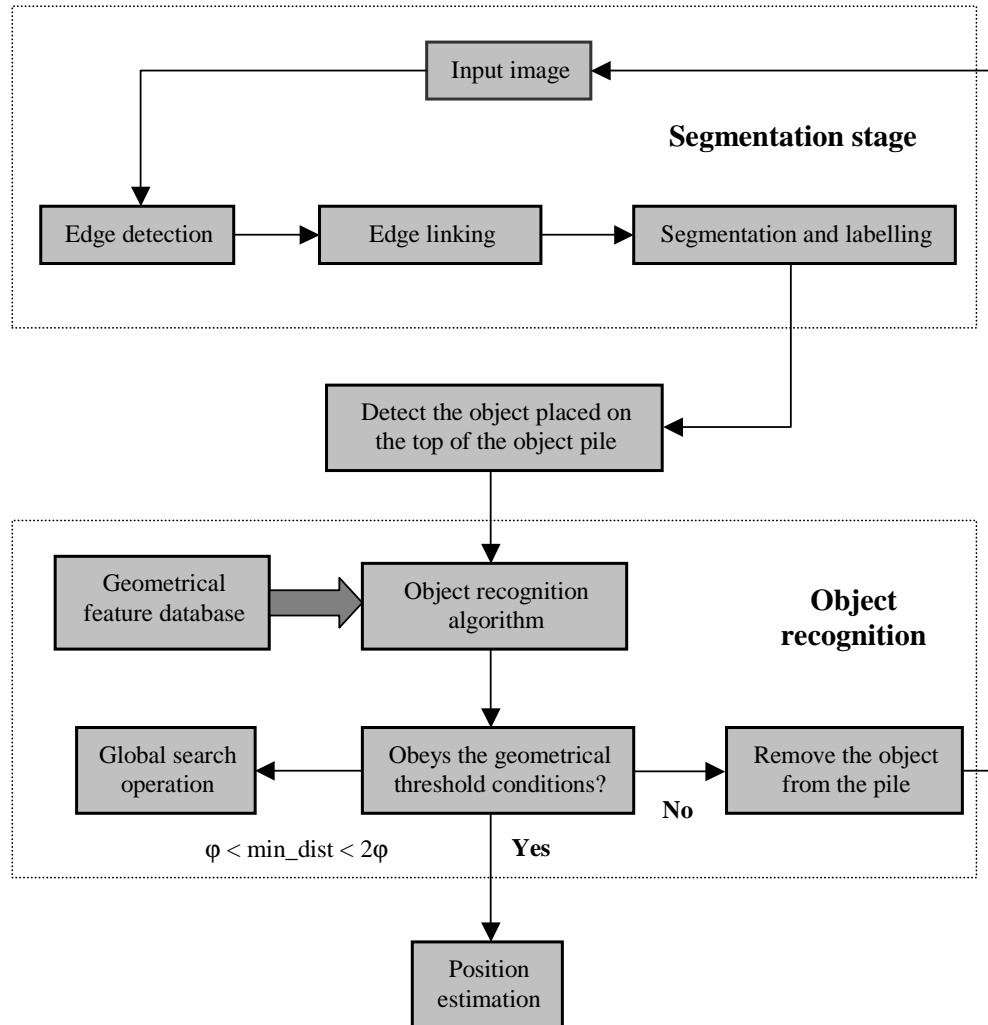 Input image
Segmentation stage
Edge detection
Edge linking
Segmentation and labelling
Detect the object placed on
the top of the object pile
Geometrical
feature database
Object recognition
algorithm
Object
recognition
Global search
operation
Obeys the geometrical
threshold conditions?
Remove the object
from the pile
No
φ < min_dist < 2φ
Yes
Position
estimation